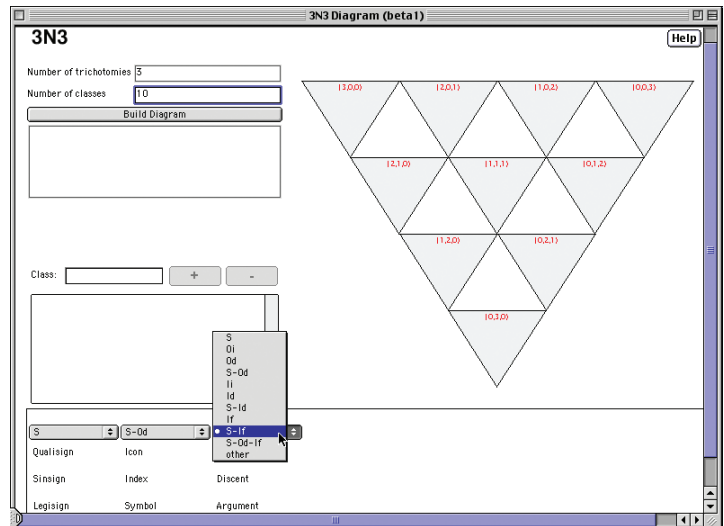 3N3 Diagram (beta1)
3N3
Help
Number of trichotomies 3
Number of classes 10
Build Diagram
(3,0,0) (2,0,1) (1,0,2) (0,0,3)
(2,1,0) (1,1,1) (0,1,2)
(1,2,0) (0,2,1)
(0,3,0)
Class: + -
S
Oi
Od
S-Od
Ii
Id
S-Id
If
S-If
S-Od-If
other
S S-Od
Qualisign Icon
Sinsign Index Discent
Legisign Symbol Argument